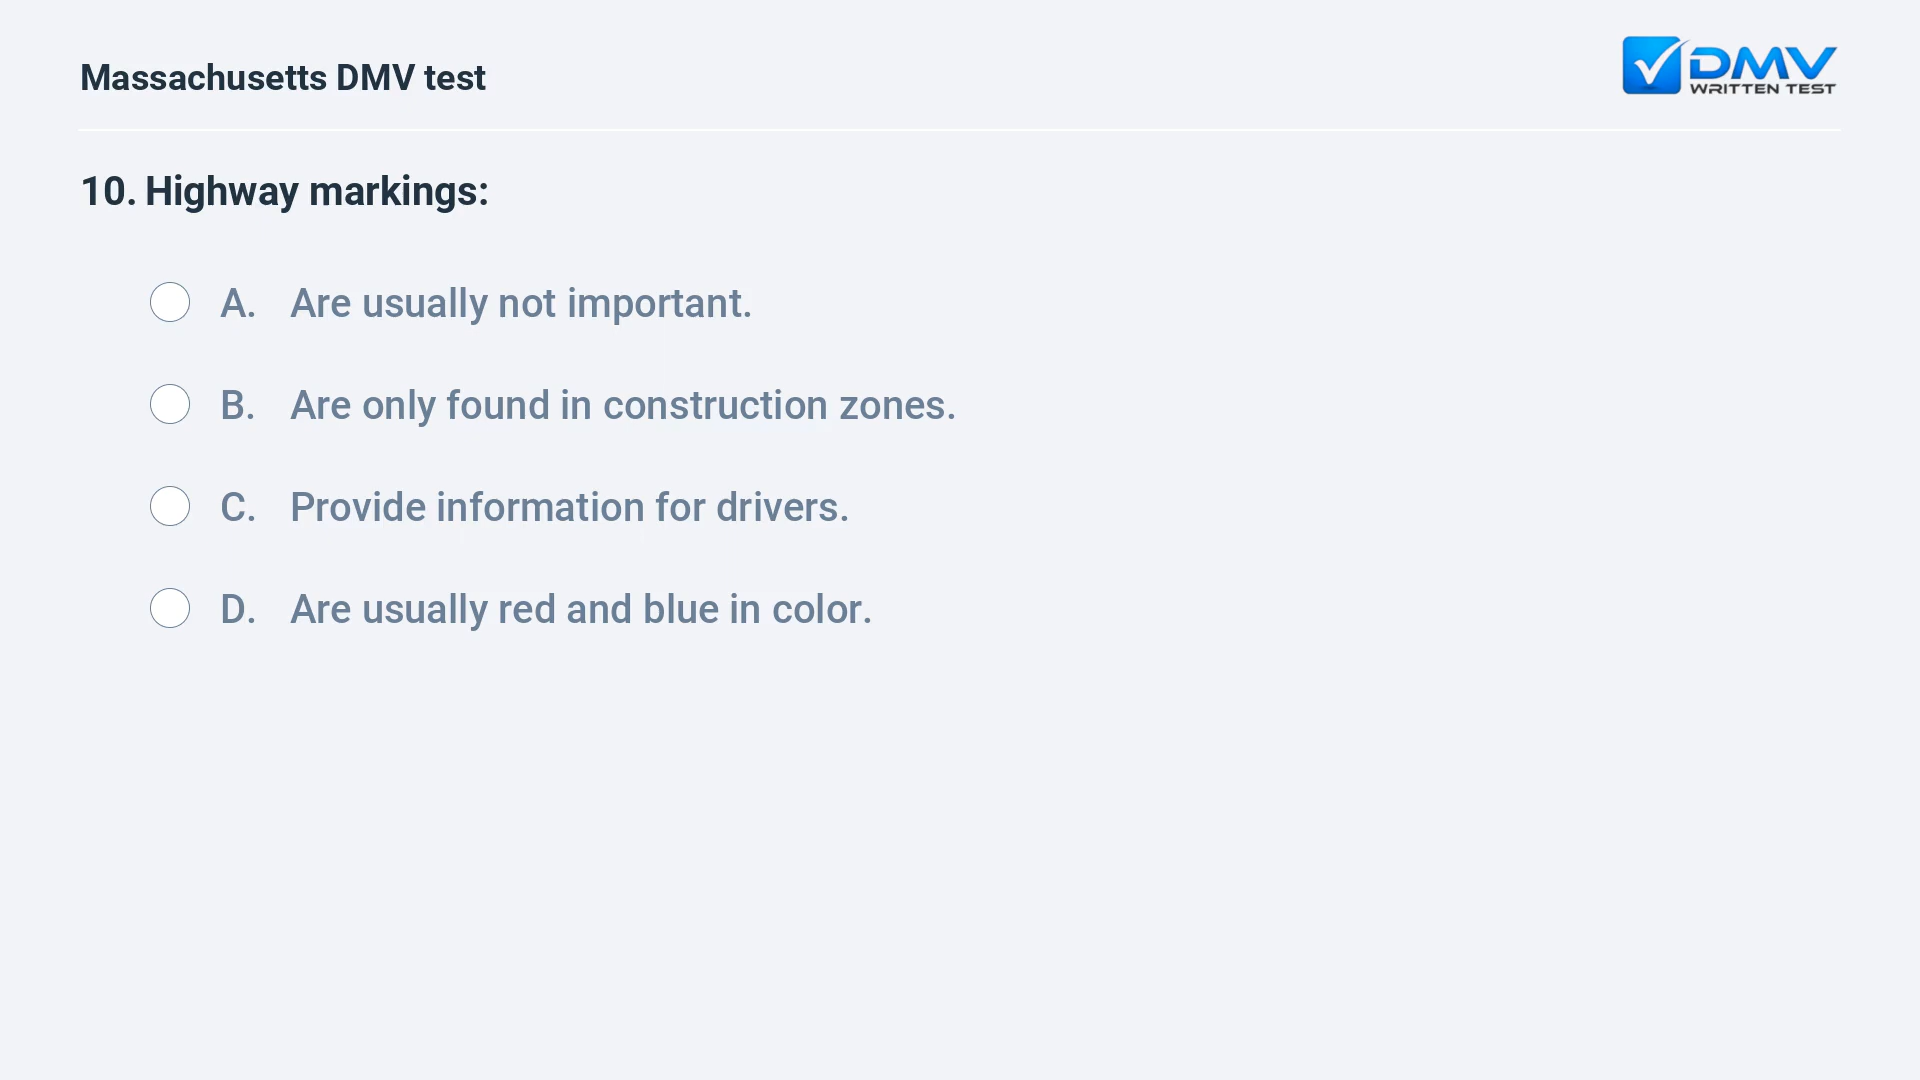 Massachusetts DMV test
DMV
WRITTEN TEST
10. Highway markings:
A. Are usually not important.
B. Are only found in construction zones.
C. Provide information for drivers.
D. Are usually red and blue in color.